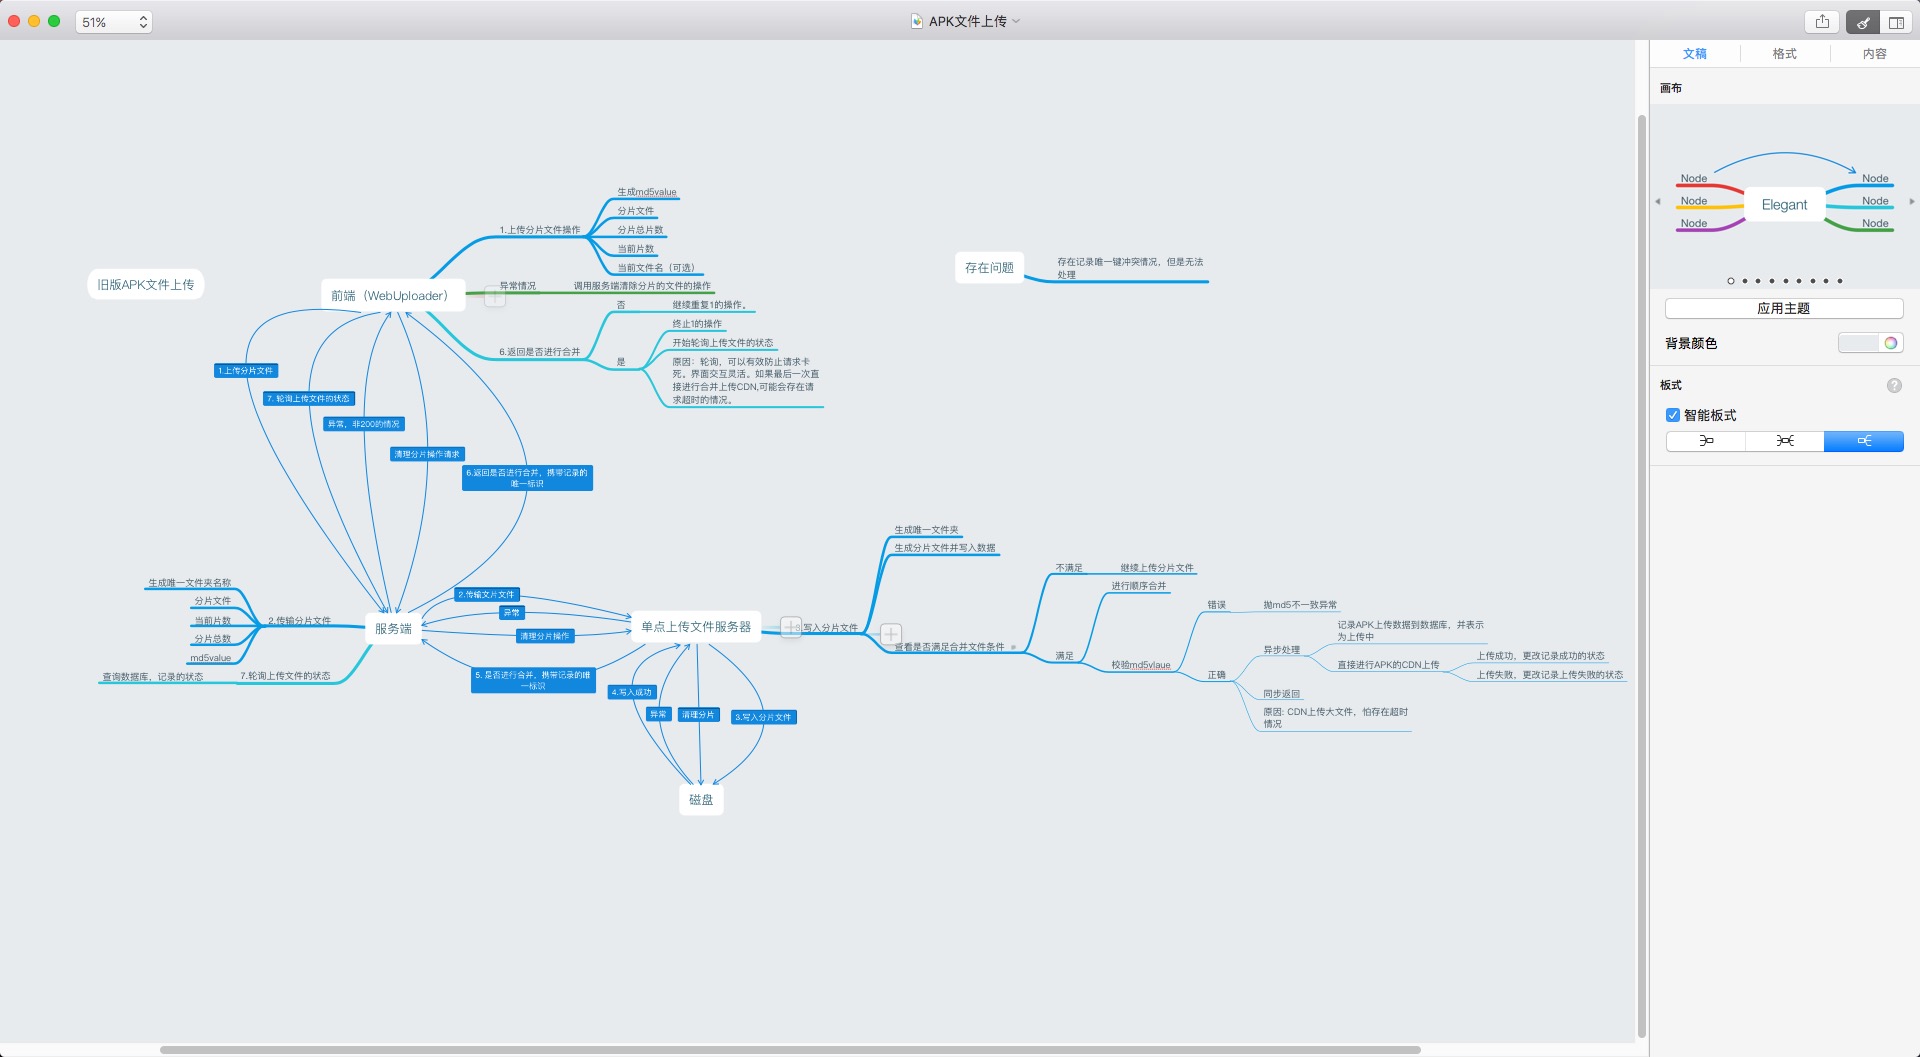 51%
APK文件上传
文稿
格式
内容
画布
Node
Node
Node
Elegant
Node
Node
Node
应用主题
背景颜色
板式
?
智能板式
旧版APK文件上传
前端（WebUploader）
1.上传分片文件操作
生成md5value
分片文件
分片总片数
当前片数
当前文件名（可选）
异常情况
调用服务端清除分片的文件的操作
6.返回是否进行合并
否
继续重复1的操作。
是
终止1的操作
开始轮询上传文件的状态
原因：轮询，可以有效防止请求卡
死。界面交互灵活。如果最后一次直
接进行合并上传CDN,可能会存在请
求超时的情况。
存在问题
存在记录唯一键冲突情况，但是无法
处理
1.上传分片文件
7. 轮询上传文件的状态
异常，非200的情况
清理分片操作请求
6.返回是否进行合并，携带记录的
唯一标识
服务端
2.传输分片文件
生成唯一文件夹名称
分片文件
当前片数
分片总数
md5value
7.轮询上传文件的状态
查询数据库，记录的状态
2.传输文片文件
异常
清理分片操作
5. 是否进行合并，携带记录的唯
一标识
单点上传文件服务器
4.写入成功
异常
清理分片
3.写入分片文件
磁盘
3.写入分片文件
生成唯一文件夹
生成分片文件并写入数据
查看是否满足合并文件条件
不满足
继续上传分片文件
满足
进行顺序合并
校验md5vlaue
错误
抛md5不一致异常
正确
异步处理
记录APK上传数据到数据库，并表示
为上传中
直接进行APK的CDN上传
上传成功，更改记录成功的状态
上传失败，更改记录上传失败的状态
同步返回
原因: CDN上传大文件，怕存在超时
情况